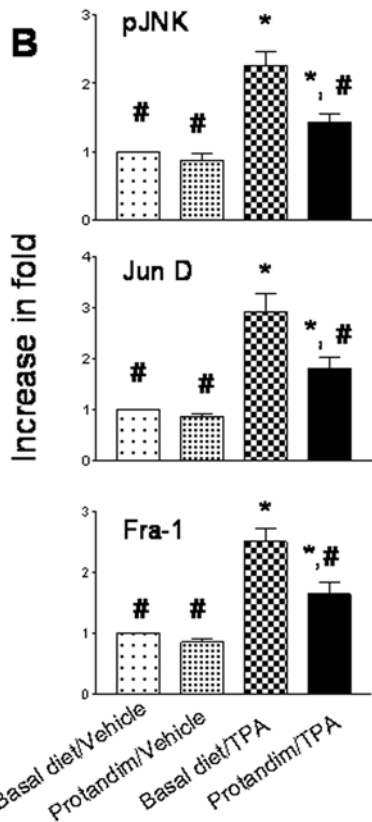 B
pJNK
3
2
1
0
#
#
*
*, #
Increase in fold
Jun D
4
3
2
1
0
#
#
*
*, #
Fra-1
3
2
1
0
#
#
*
*,#
Basal diet/Vehicle
Protandim/Vehicle
Basal diet/TPA
Protandim/TPA